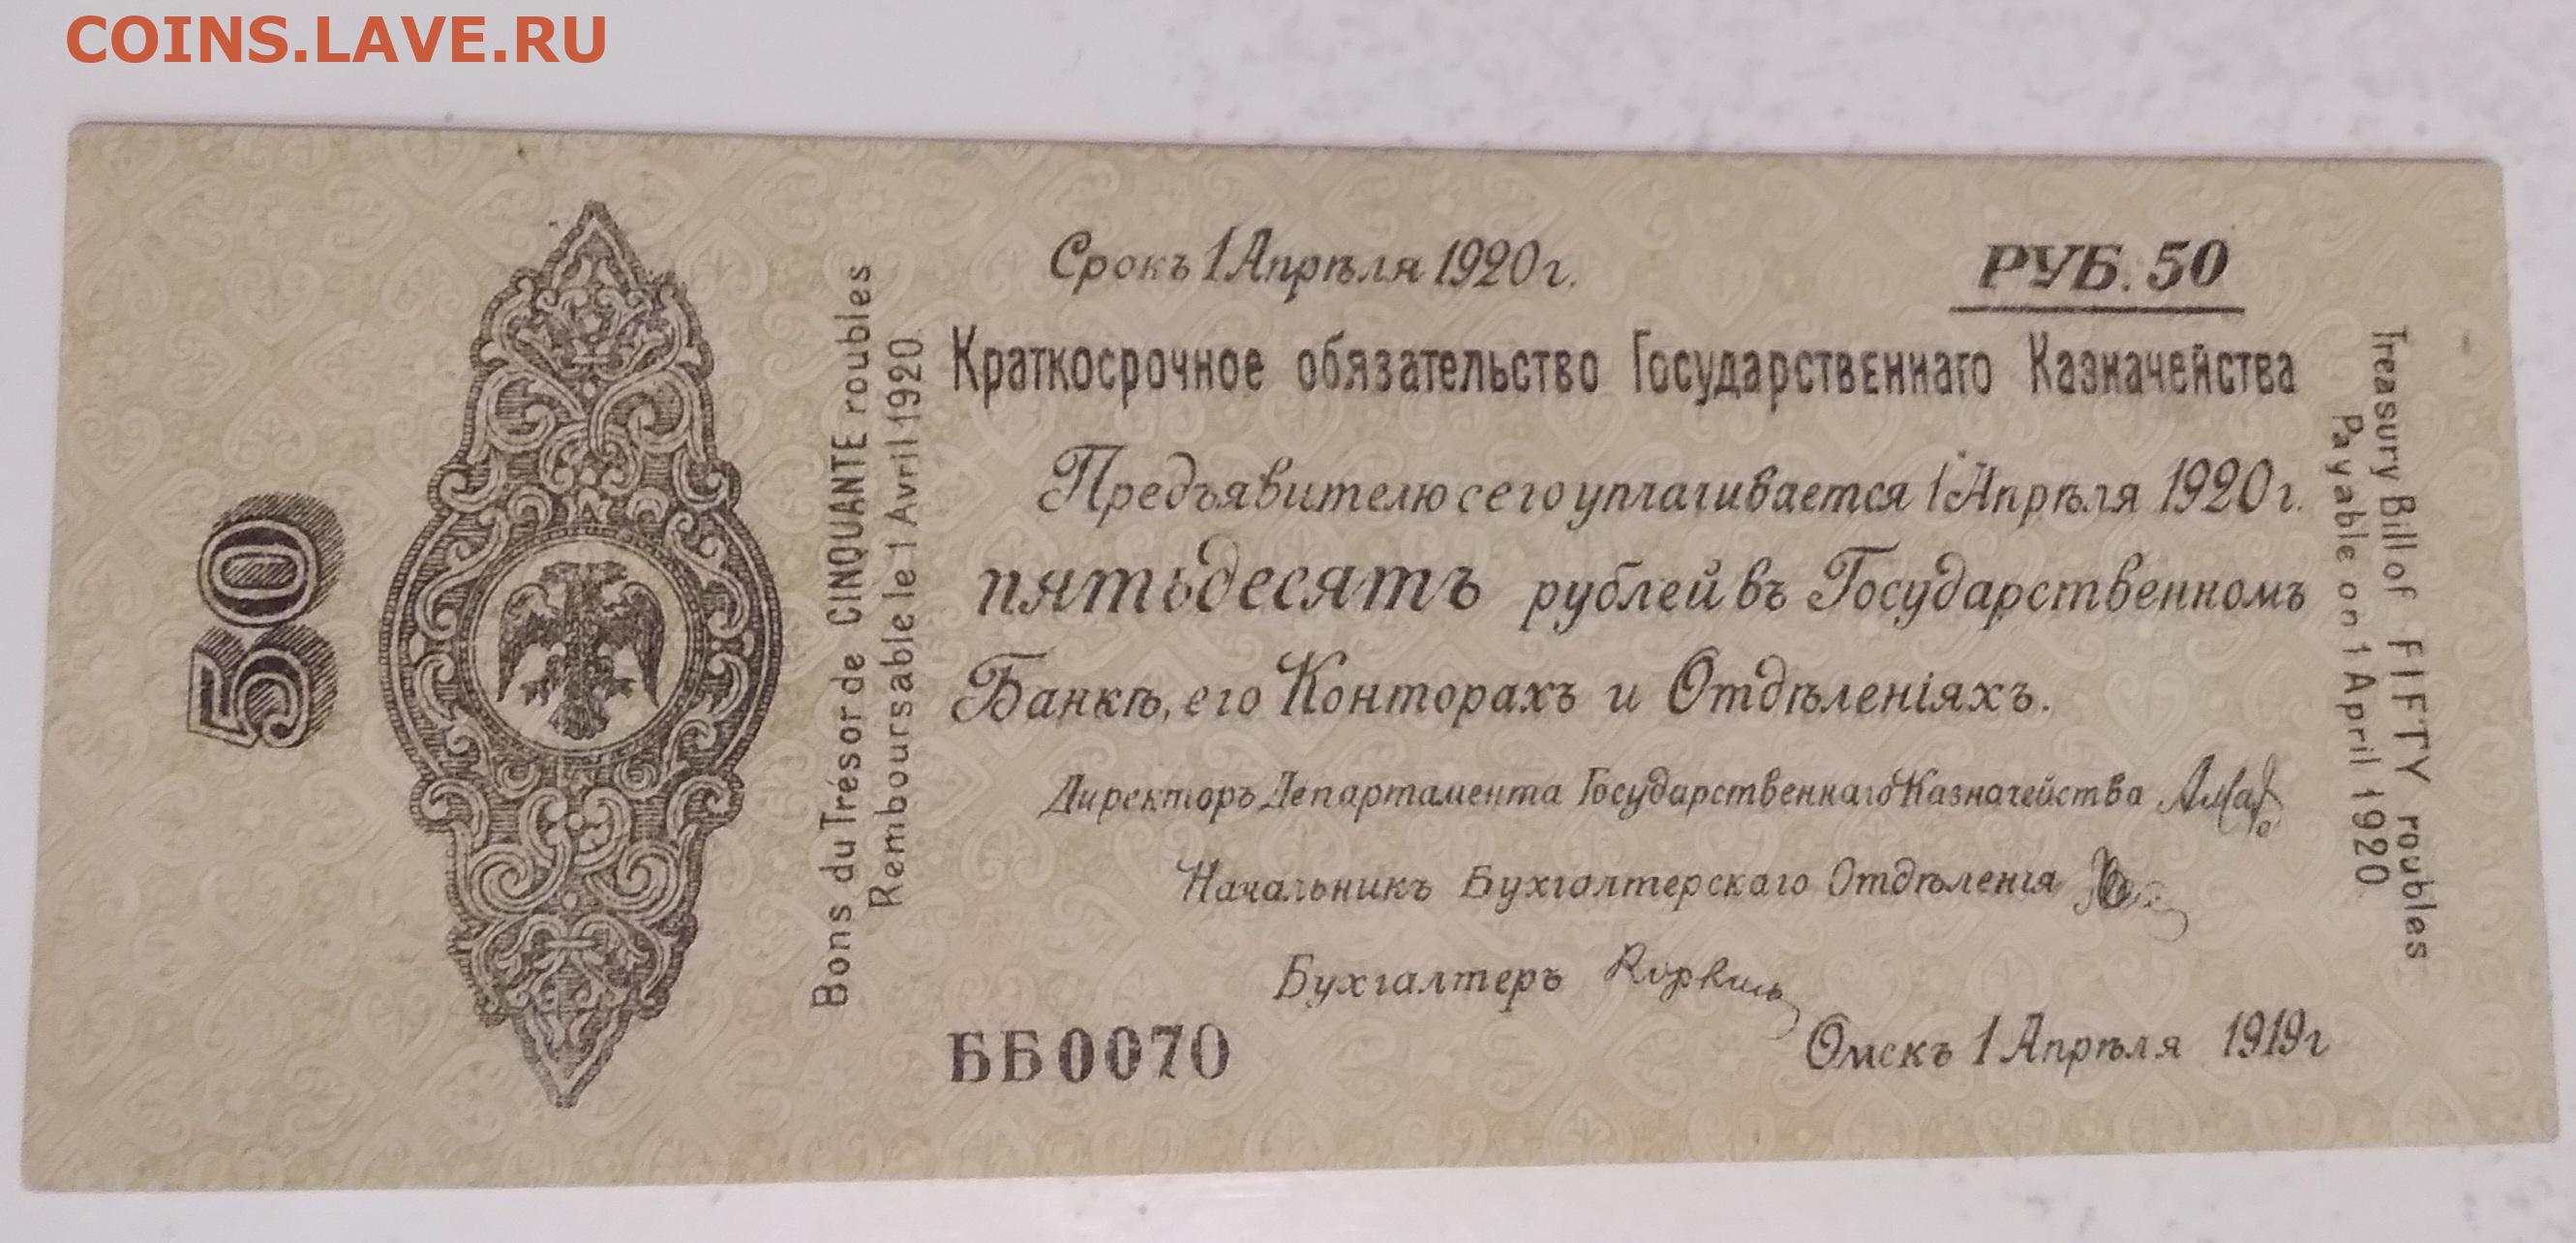 COINS.LAVE.RU
50
Bons du Trésor de CINQUANTE roubles
Remboursable le 1 Avril 1920.
Срокъ 1 Апрѣля 1920 г.
РУБ. 50
Краткосрочное обязательство Государственнаго Казначейства
Предъявителю сего уплачивается 1 Апрѣля 1920 г.
пятьдесятъ рублей въ Государственномъ
Банкѣ, его Конторахъ и Отдѣленіяхъ.
Директоръ Департамента Государственнаго Казначейства
Начальникъ Бухгалтерскаго Отдѣленія
Бухгалтеръ
ББ0070
Омскъ 1 Апрѣля 1919 г
Treasury Bill of FIFTY roubles
Payable on 1 April 1920